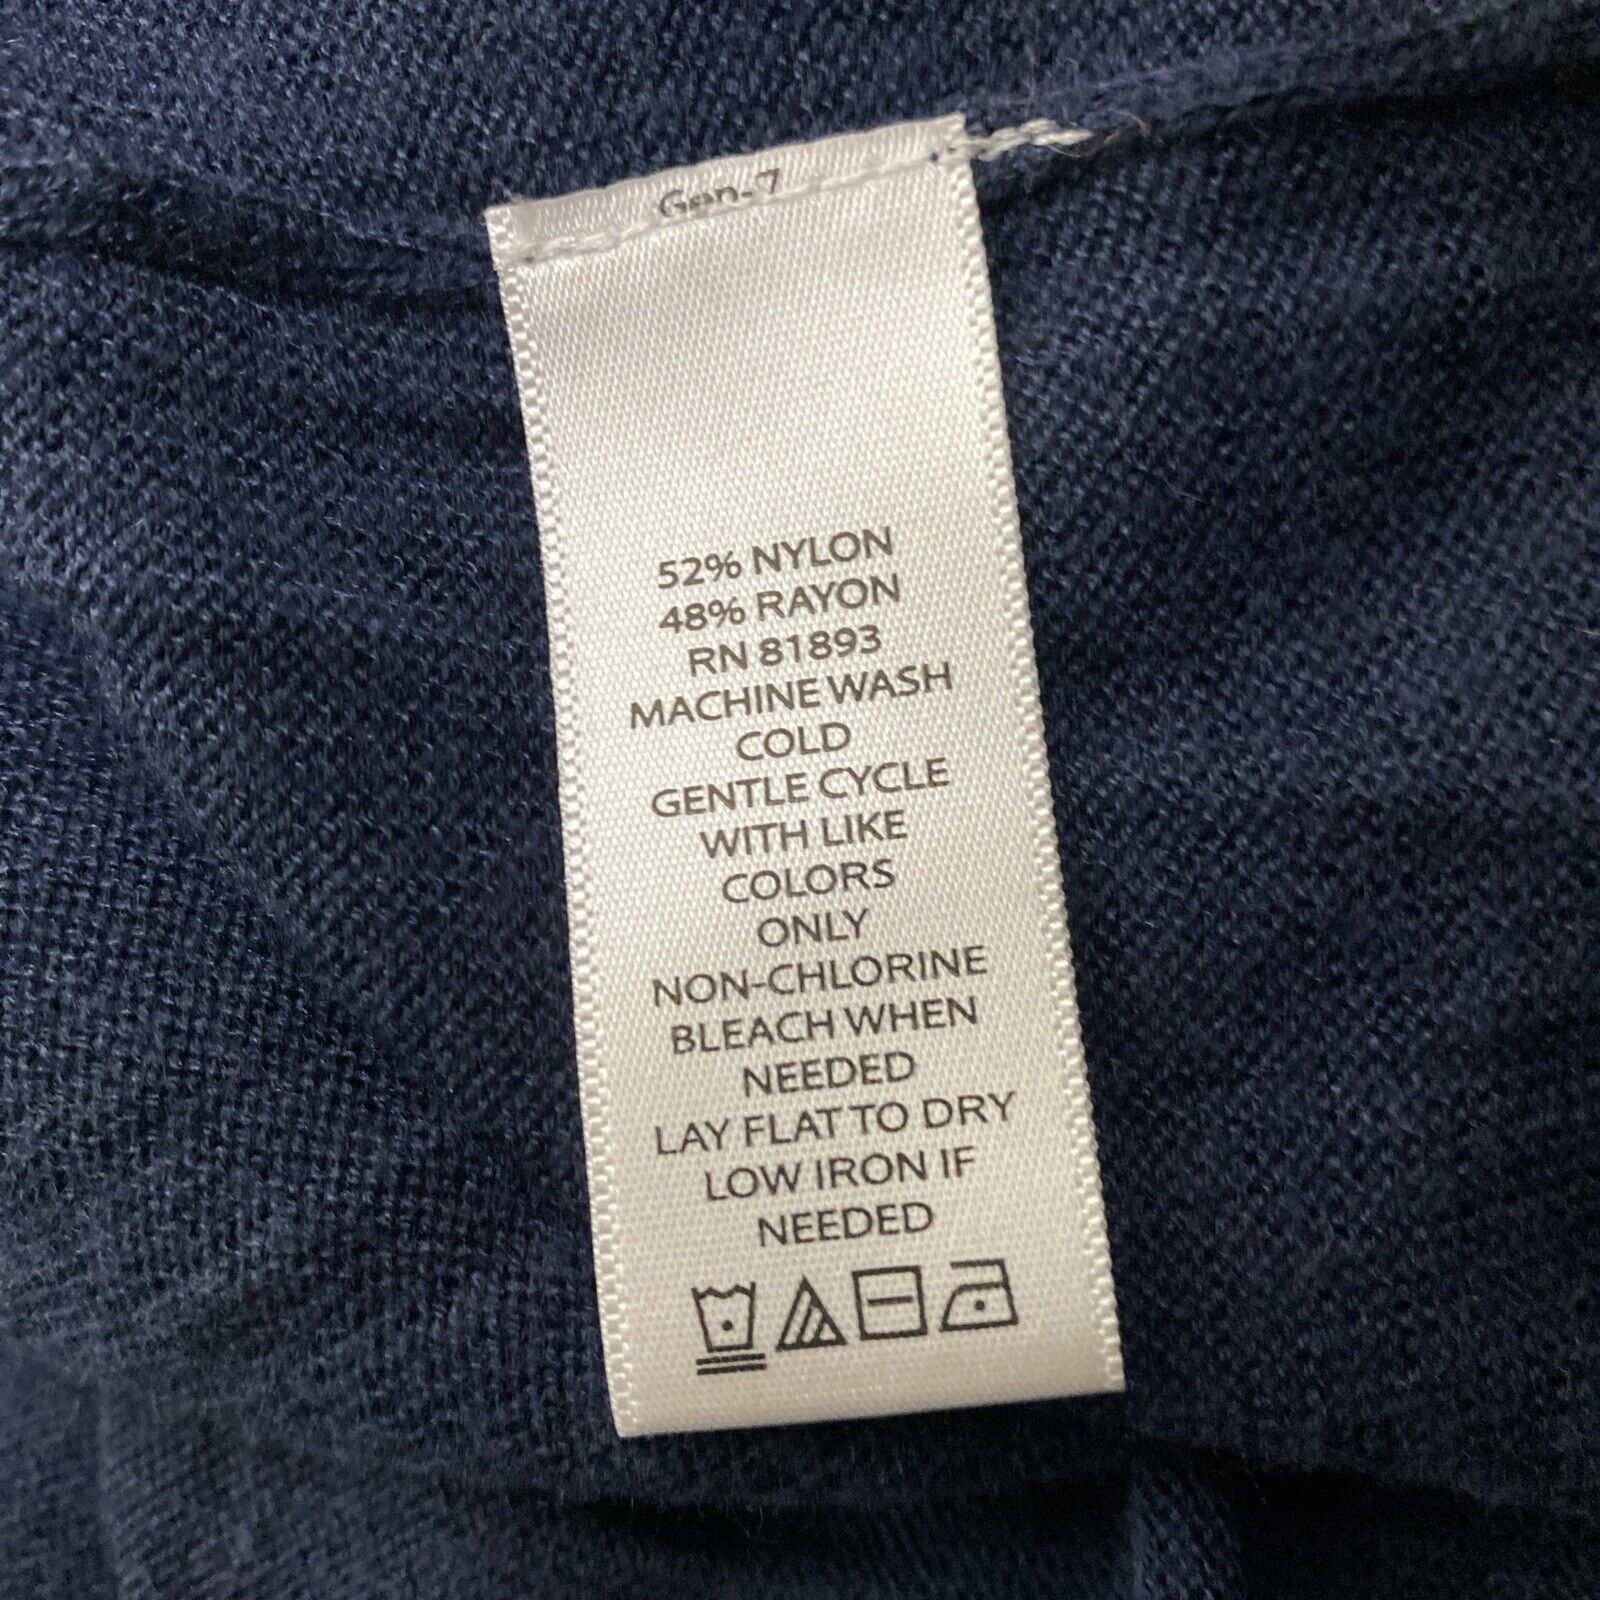 Gen-7
52% NYLON
48% RAYON
RN 81893
MACHINE WASH
COLD
GENTLE CYCLE
WITH LIKE
COLORS
ONLY
NON-CHLORINE
BLEACH WHEN
NEEDED
LAY FLAT TO DRY
LOW IRON IF
NEEDED